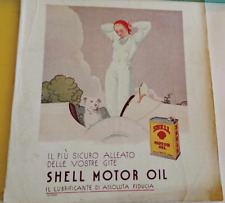 SHELL
MOTOR
OIL
IL PIÙ SICURO ALLEATO
DELLE VOSTRE GITE
SHELL MOTOR OIL
IL LUBRIFICANTE DI ASSOLUTA FIDUCIA